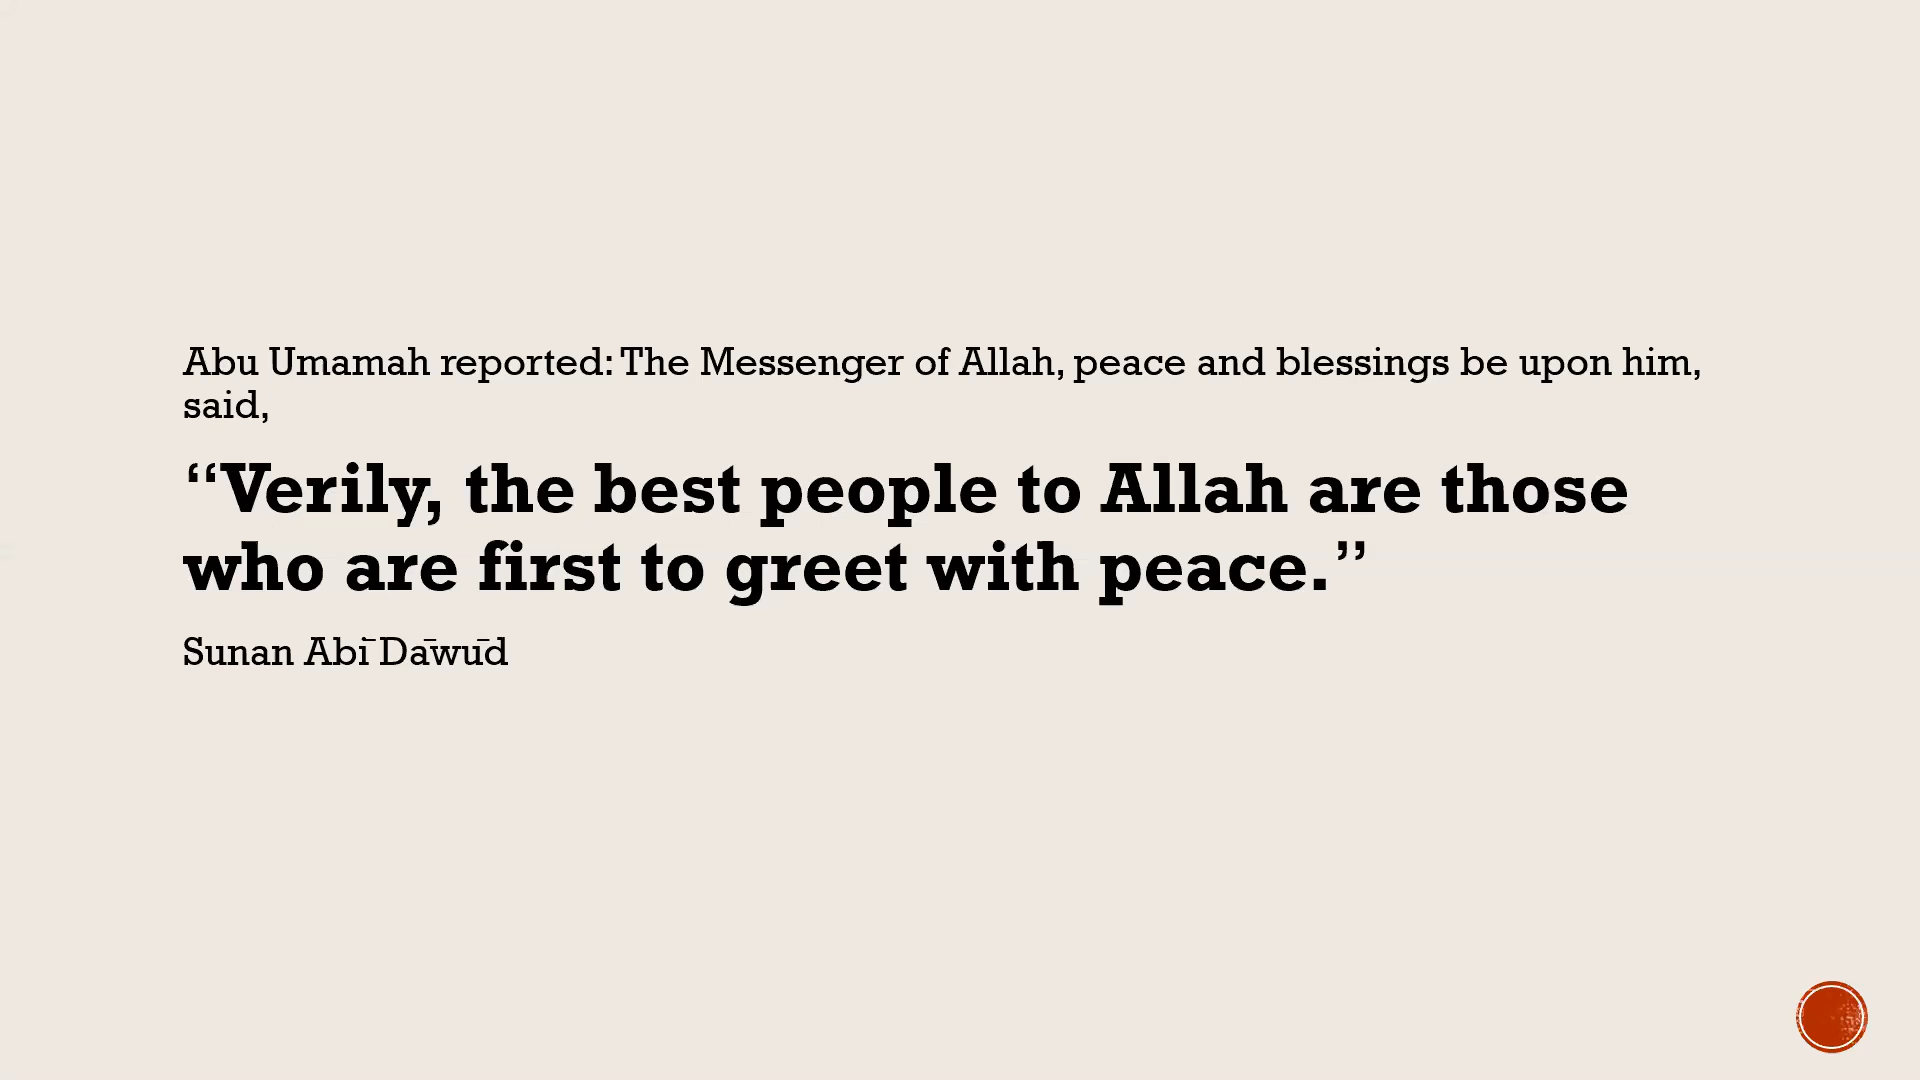 Abu Umamah reported: The Messenger of Allah, peace and blessings be upon him,
said,
“Verily, the best people to Allah are those
who are first to greet with peace.”
Sunan Abī Dāwūd